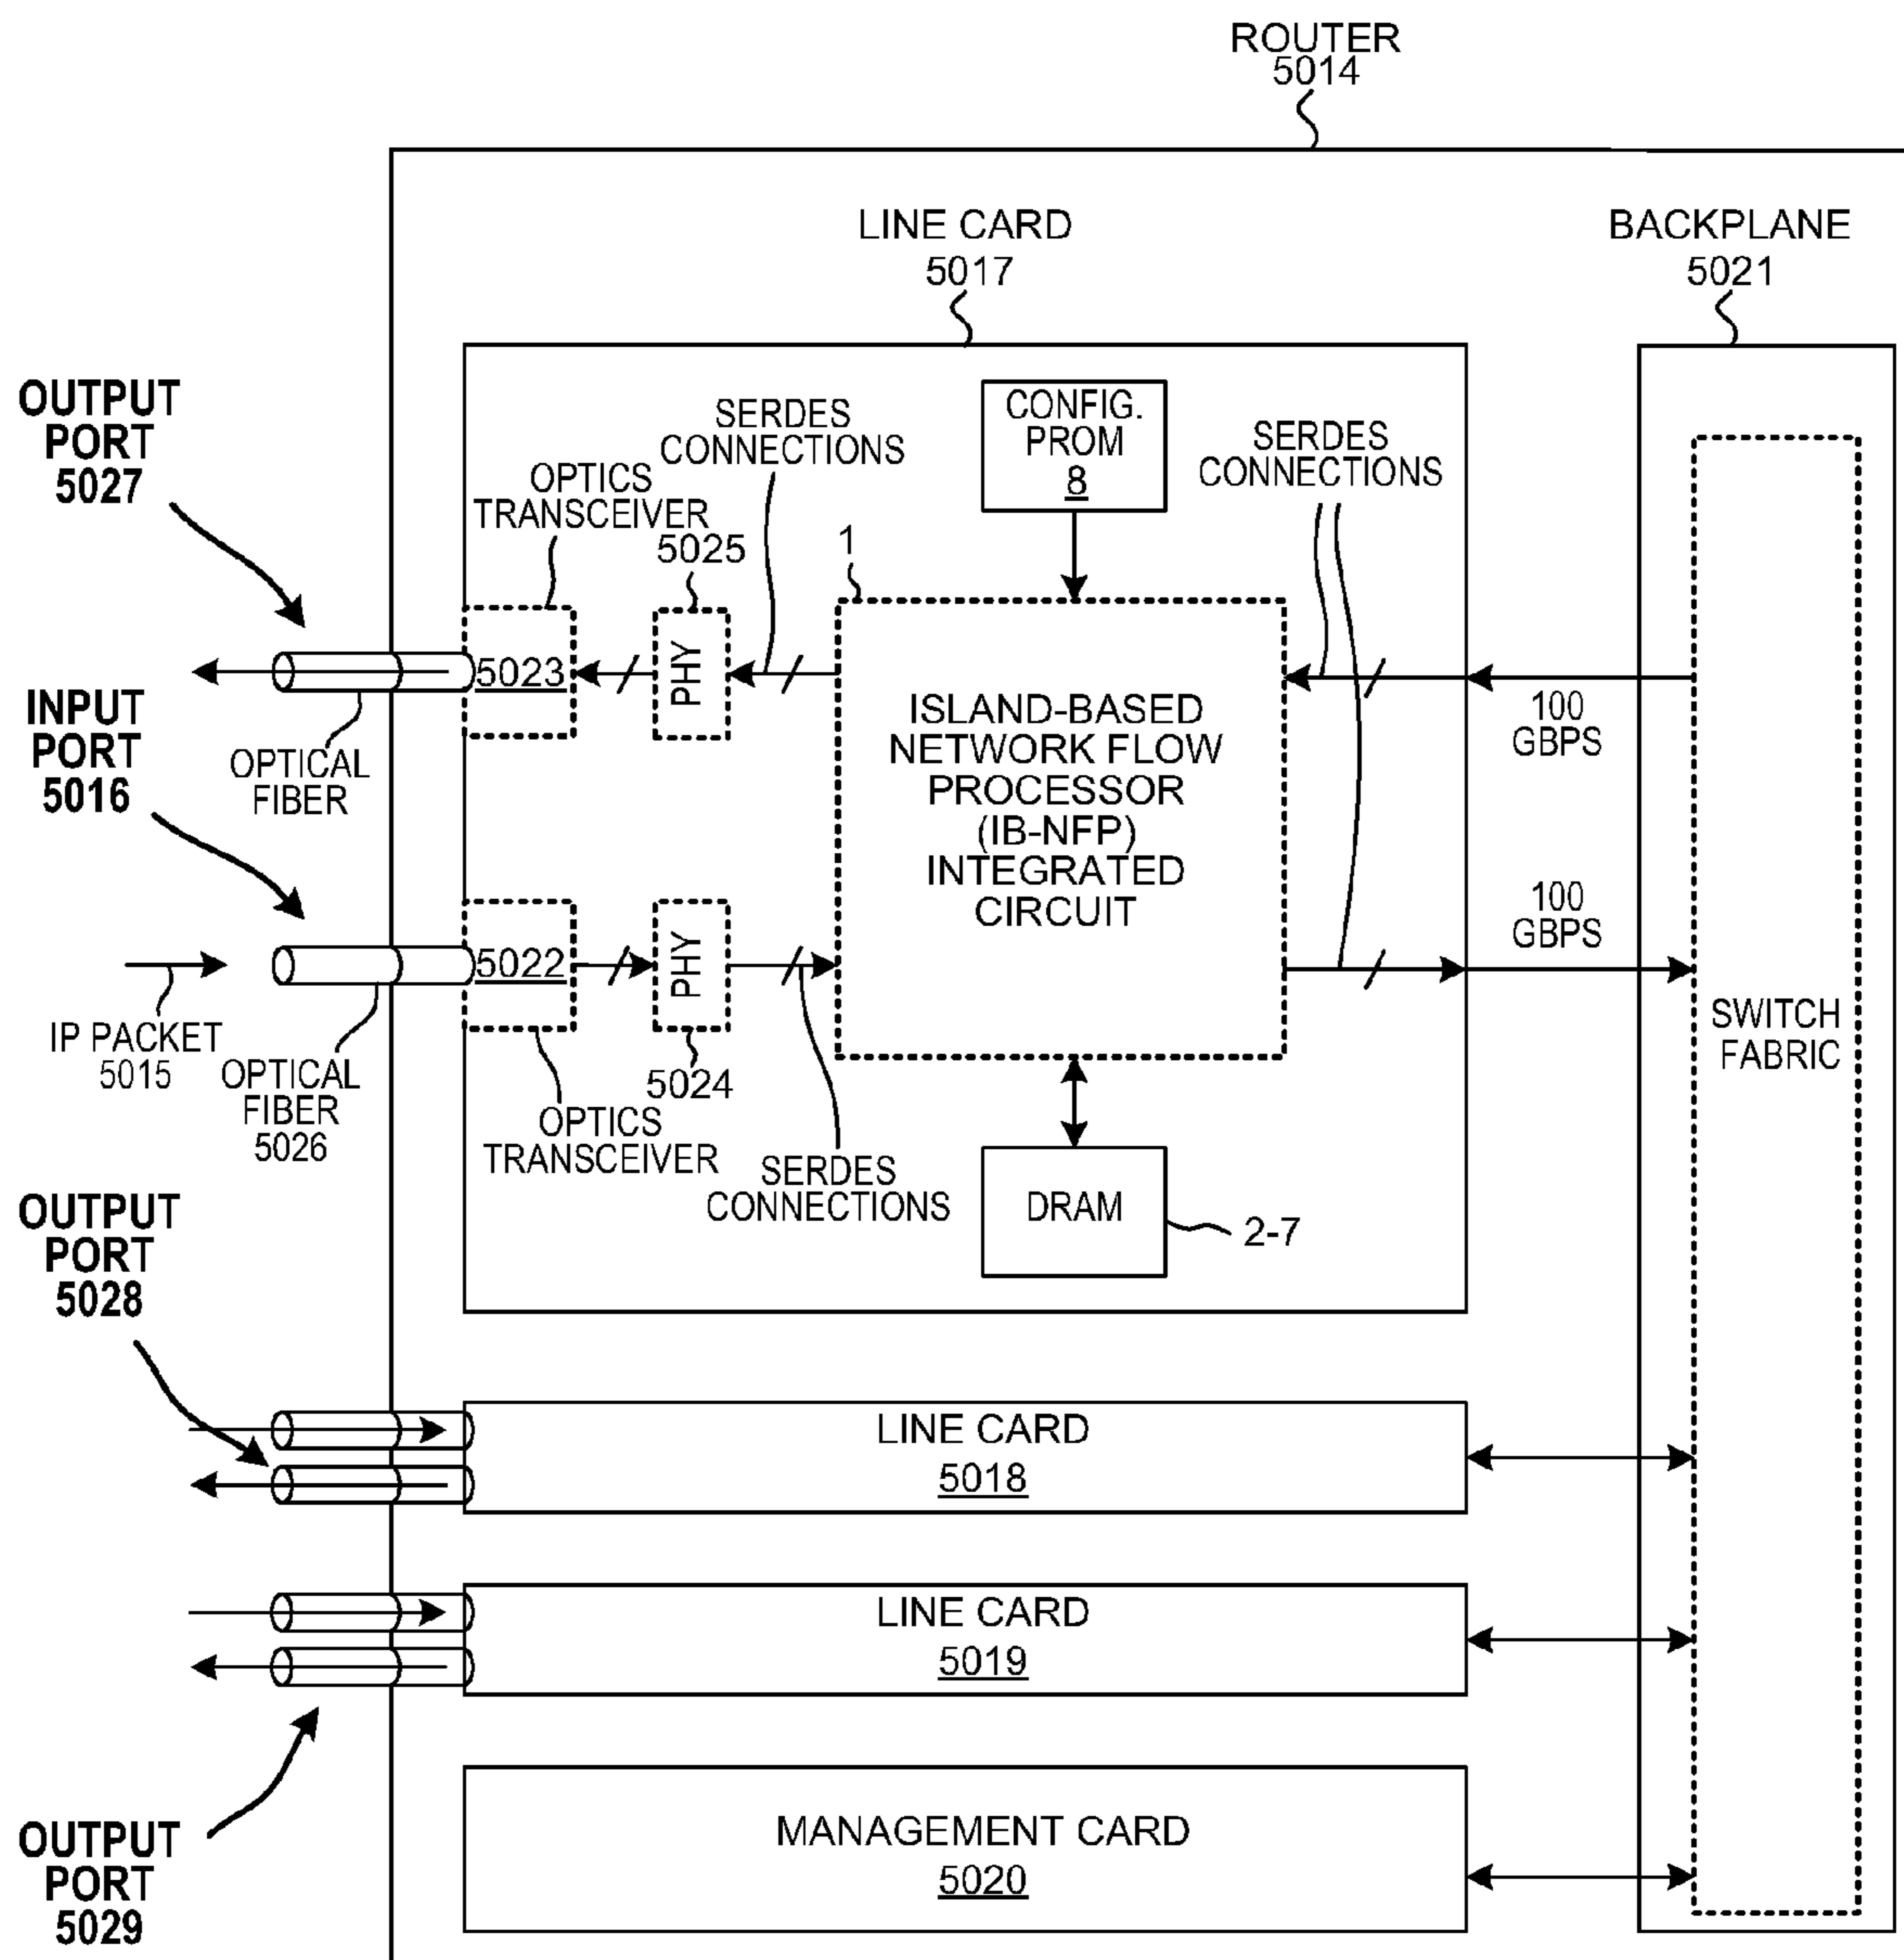 ROUTER
5014
LINE CARD
5017
BACKPLANE
5021
OUTPUT
PORT
5027
SERDES
CONNECTIONS
CONFIG.
PROM
8
SERDES
CONNECTIONS
OPTICS
TRANSCEIVER
5025
1
5023
PHY
OPTICAL
FIBER
INPUT
PORT
5016
ISLAND-BASED
NETWORK FLOW
PROCESSOR
(IB-NFP)
INTEGRATED
CIRCUIT
100
GBPS
100
GBPS
5022
PHY
5024
IP PACKET
5015
OPTICAL
FIBER
5026
OPTICS
TRANSCEIVER
SERDES
CONNECTIONS
DRAM
2-7
SWITCH
FABRIC
OUTPUT
PORT
5028
LINE CARD
5018
LINE CARD
5019
OUTPUT
PORT
5029
MANAGEMENT CARD
5020